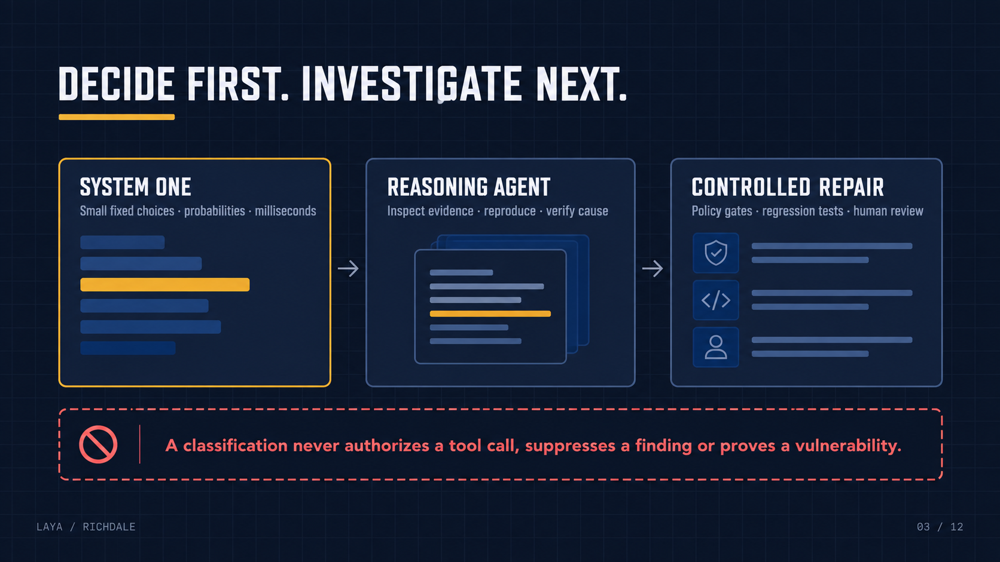 DECIDE FIRST. INVESTIGATE NEXT.
SYSTEM ONE
Small fixed choices · probabilities · milliseconds
REASONING AGENT
Inspect evidence · reproduce · verify cause
CONTROLLED REPAIR
Policy gates · regression tests · human review
</>
A classification never authorizes a tool call, suppresses a finding or proves a vulnerability.
LAYA / RICHDALE
03 / 12